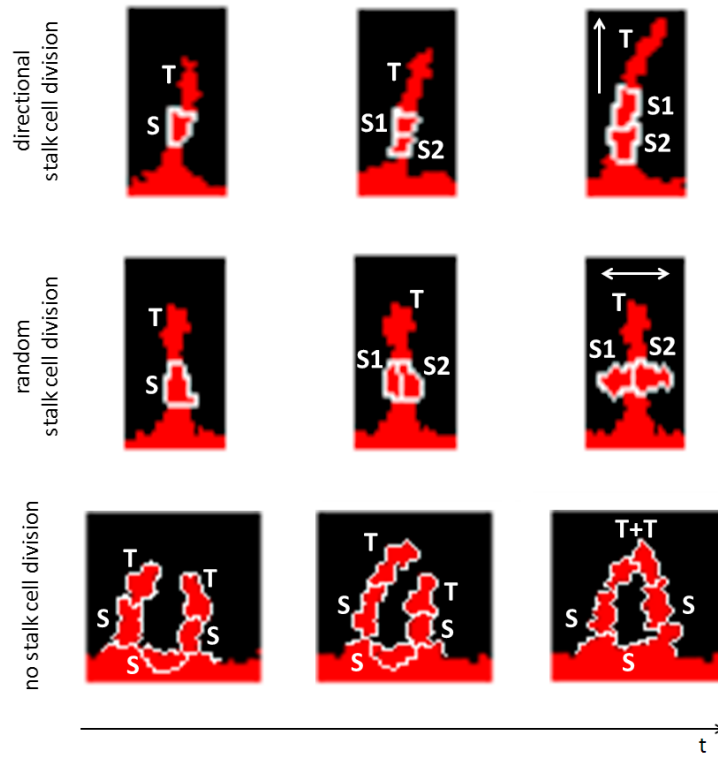 directional
stalk cell division
T
S
T
S1
S2
T
S1
S2
random
stalk cell division
T
S
T
S1
S2
T
S1
S2
no stalk cell division
T
T
S
S
S
T
T
S
S
S
T+T
S
S
S
t